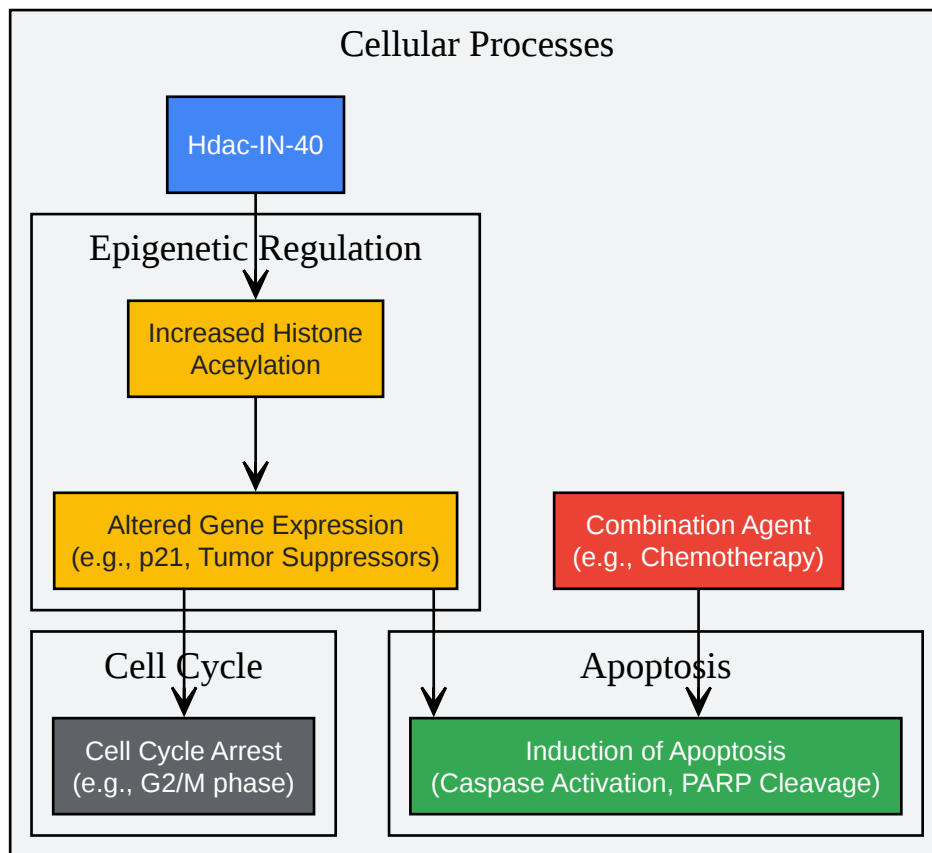 Cellular Processes
Hdac-IN-40
Epigenetic Regulation
Increased Histone
Acetylation
Altered Gene Expression
(e.g., p21, Tumor Suppressors)
Combination Agent
(e.g., Chemotherapy)
Cell Cycle
Apoptosis
Cell Cycle Arrest
(e.g., G2/M phase)
Induction of Apoptosis
(Caspase Activation, PARP Cleavage)